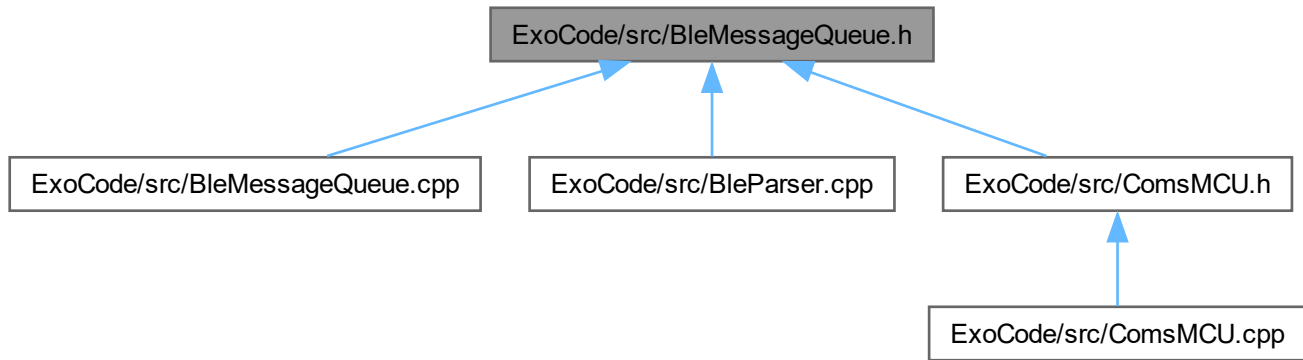 ExoCode/src/BleMessageQueue.h
ExoCode/src/BleMessageQueue.cpp
ExoCode/src/BleParser.cpp
ExoCode/src/ComsMCU.h
ExoCode/src/ComsMCU.cpp